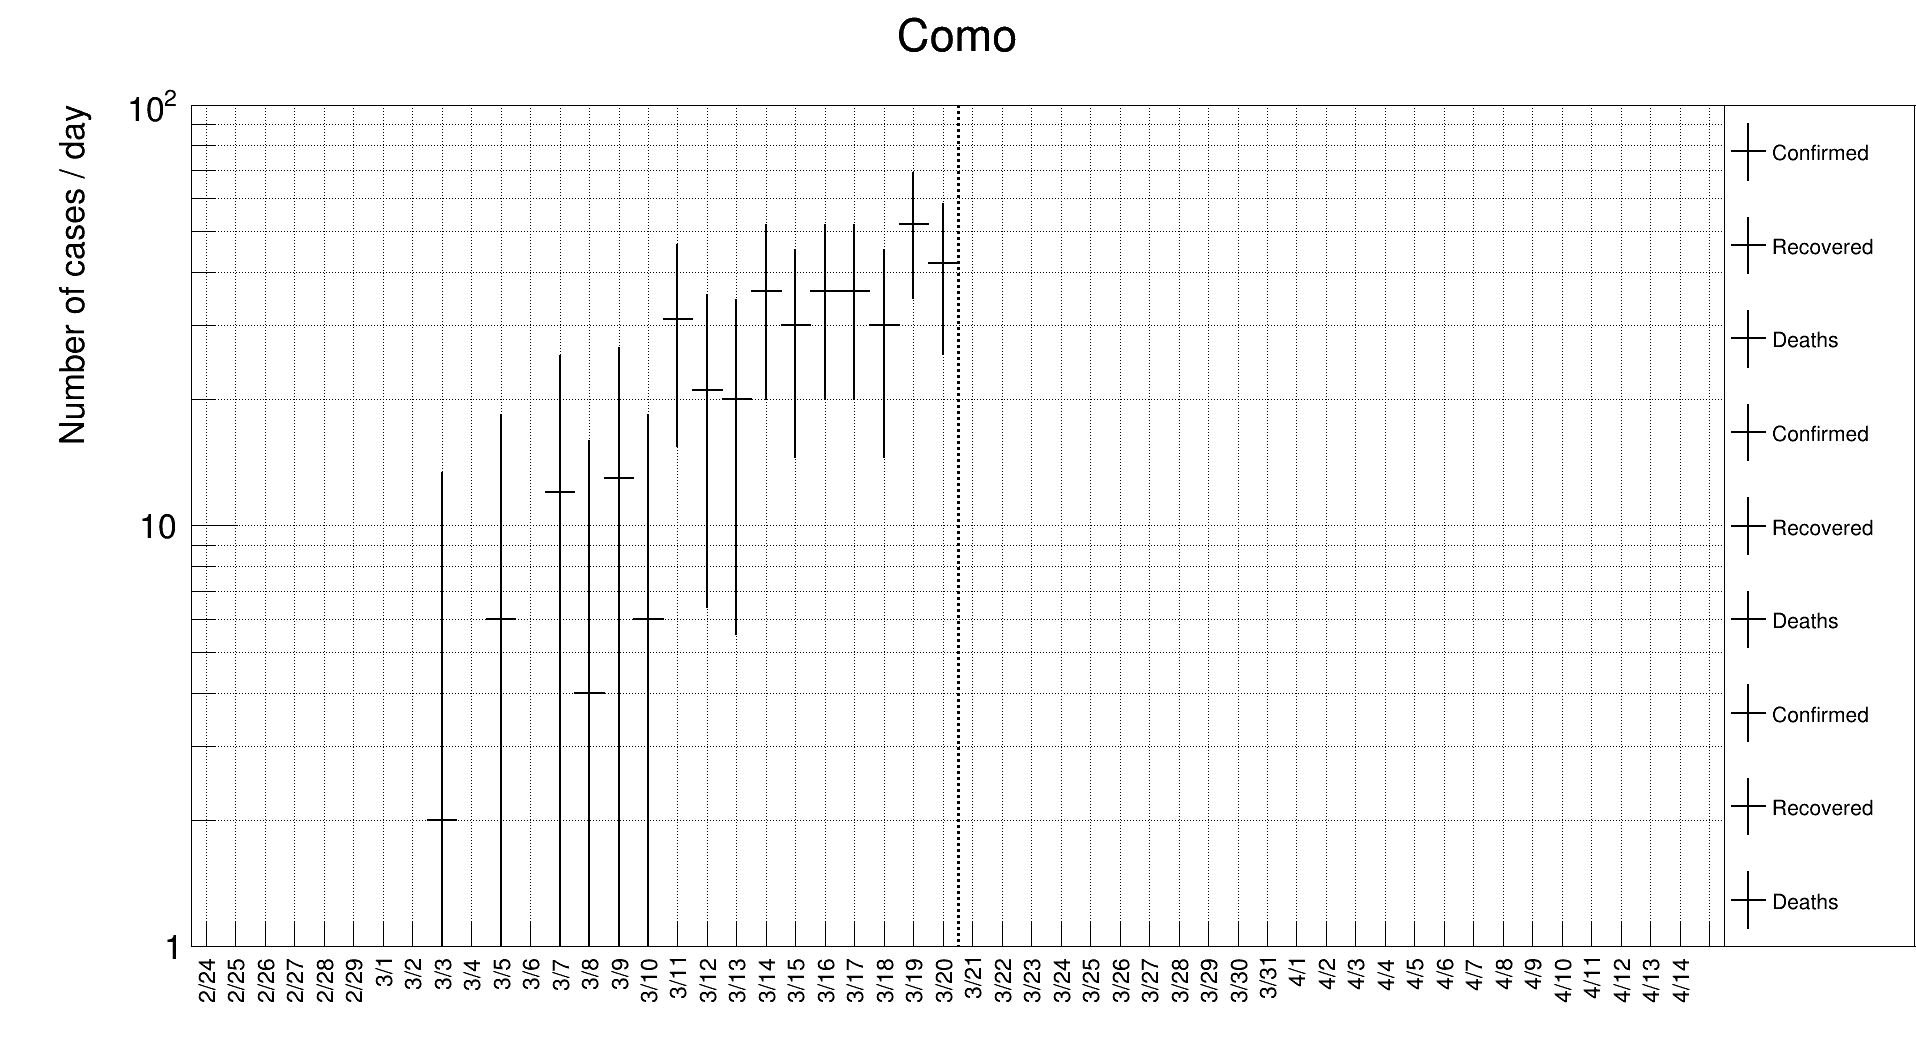 Como
Number of cases / day
10²
10
1
2/24 2/25 2/26 2/27 2/28 2/29 3/1 3/2 3/3 3/4 3/5 3/6 3/7 3/8 3/9 3/10 3/11 3/12 3/13 3/14 3/15 3/16 3/17 3/18 3/19 3/20 3/21 3/22 3/23 3/24 3/25 3/26 3/27 3/28 3/29 3/30 3/31 4/1 4/2 4/3 4/4 4/5 4/6 4/7 4/8 4/9 4/10 4/11 4/12 4/13 4/14
Confirmed
Recovered
Deaths
Confirmed
Recovered
Deaths
Confirmed
Recovered
Deaths